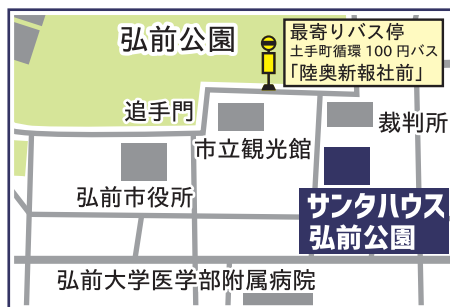 弘前公園
最寄りバス停
土手町循環100円バス
「陸奥新報社前」
追手門
市立観光館
裁判所
弘前市役所
サンタハウス
弘前公園
弘前大学医学部附属病院